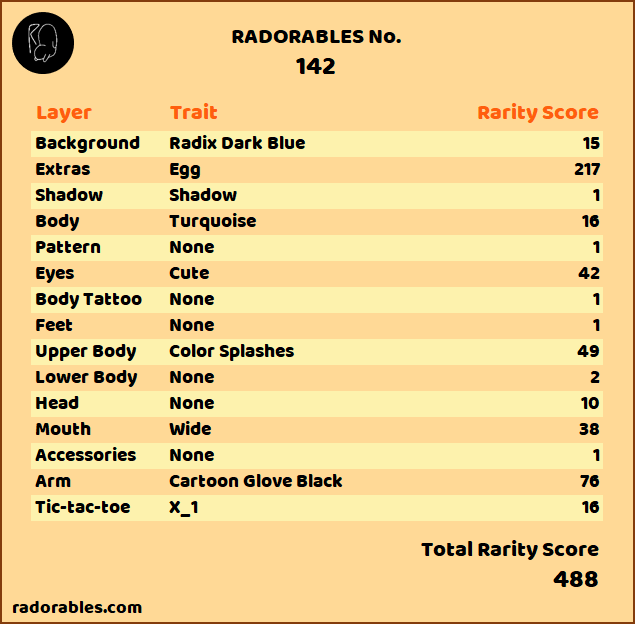 RADORABLES No.
142
Layer Trait Rarity Score
Background Radix Dark Blue 15
Extras Egg 217
Shadow Shadow 1
Body Turquoise 16
Pattern None 1
Eyes Cute 42
Body Tattoo None 1
Feet None 1
Upper Body Color Splashes 49
Lower Body None 2
Head None 10
Mouth Wide 38
Accessories None 1
Arm Cartoon Glove Black 76
Tic-tac-toe X_1 16
Total Rarity Score
488
radorables.com